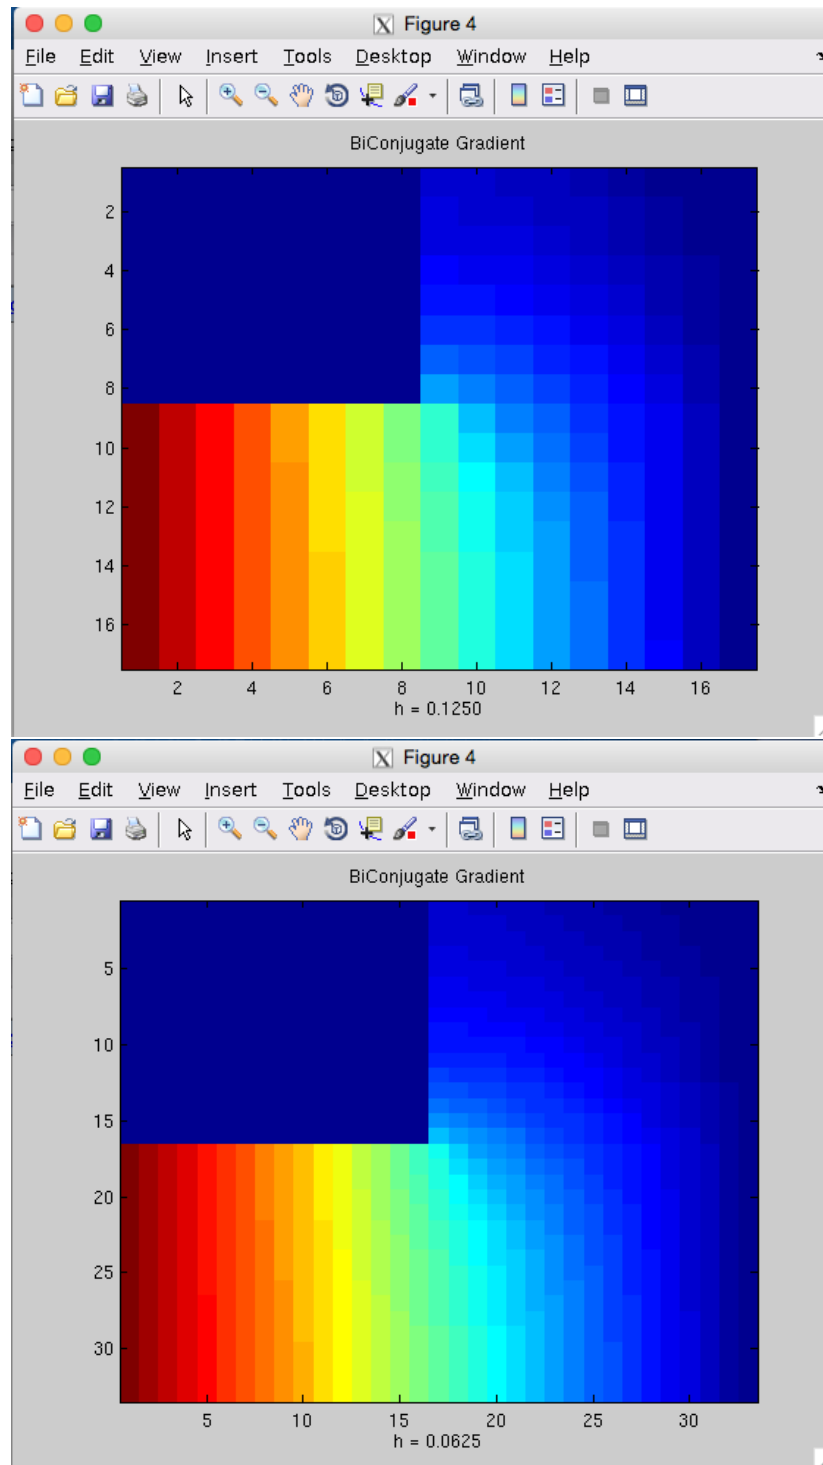 Figure 4
File Edit View Insert Tools Desktop Window Help
BiConjugate Gradient
2
4
6
8
10
12
14
16
2 4 6 8 10 12 14 16
h = 0.1250
Figure 4
File Edit View Insert Tools Desktop Window Help
BiConjugate Gradient
5
10
15
20
25
30
5 10 15 20 25 30
h = 0.0625